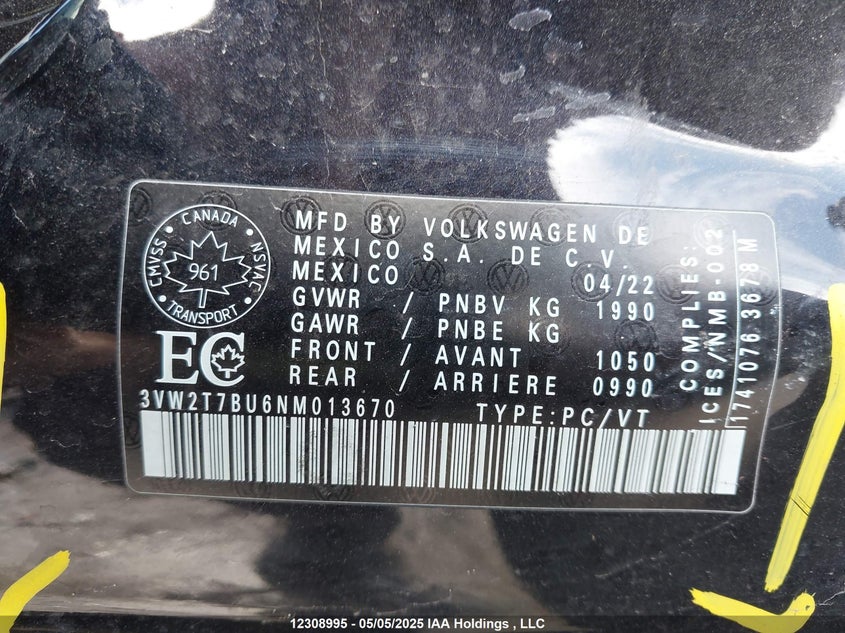 CANADA
CMVSS
NSVAC
961
TRANSPORT
EC
MFD BY VOLKSWAGEN DE
MEXICO S.A. DE C.V.
MEXICO 04/22
GVWR / PNBV KG 1990
GAWR / PNBE KG
FRONT / AVANT 1050
REAR / ARRIERE 0990
3VW2T7BU6NM013670 TYPE:PC/VT
COMPLIES:
ICES/NMB-002
1741076 3678 M
12308995 - 05/05/2025 IAA Holdings , LLC